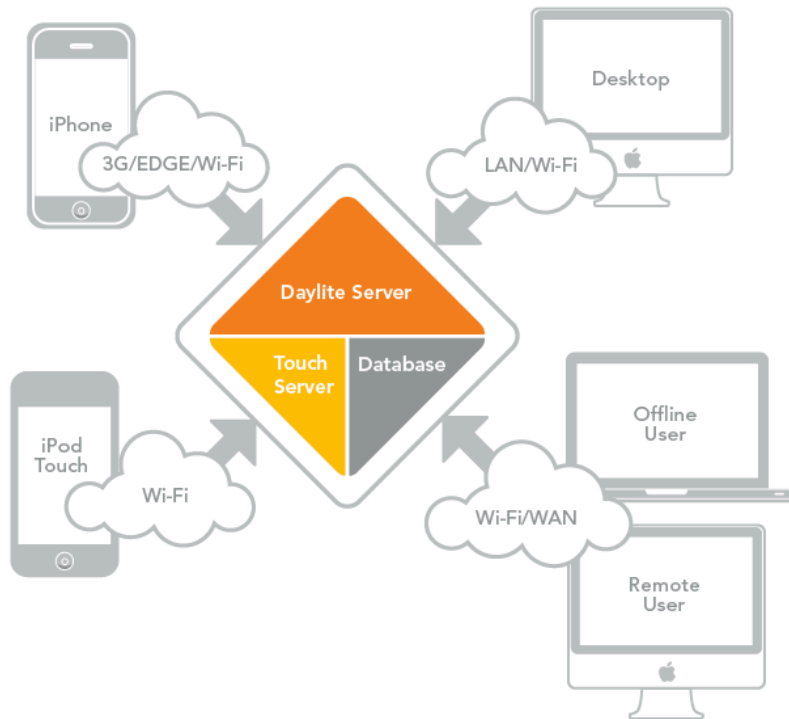 iPhone
3G/EDGE/Wi-Fi
Desktop
LAN/Wi-Fi
Daylite Server
Touch
Server
Database
iPod
Touch
Wi-Fi
Offline
User
Wi-Fi/WAN
Remote
User